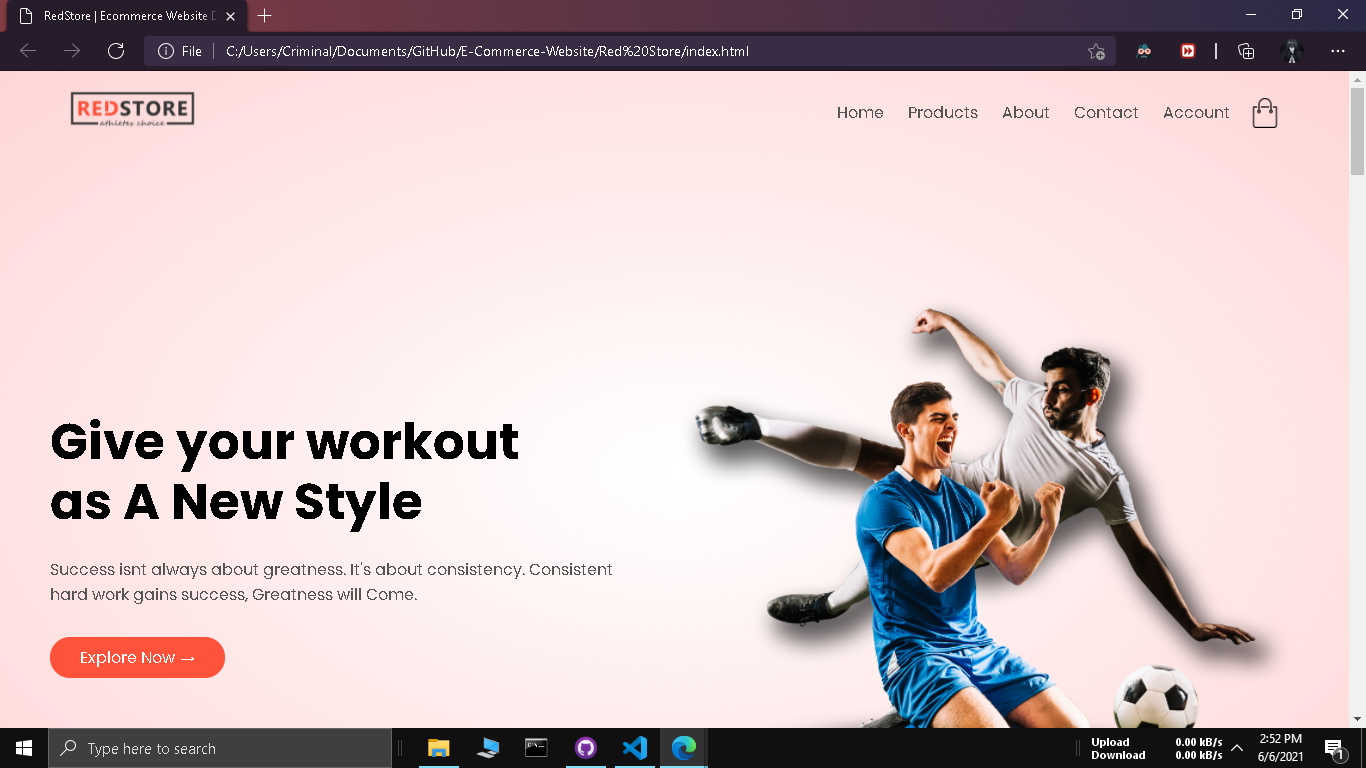 RedStore | Ecommerce Website D
File
C:/Users/Criminal/Documents/GitHub/E-Commerce-Website/Red%20Store/index.html
REDSTORE
athletes choice
Home Products About Contact Account
Give your workout
as A New Style
Success isnt always about greatness. It's about consistency. Consistent
hard work gains success, Greatness will Come.
Explore Now →
Type here to search
Upload 0.00 kB/s
Download 0.00 kB/s
2:52 PM
6/6/2021
1